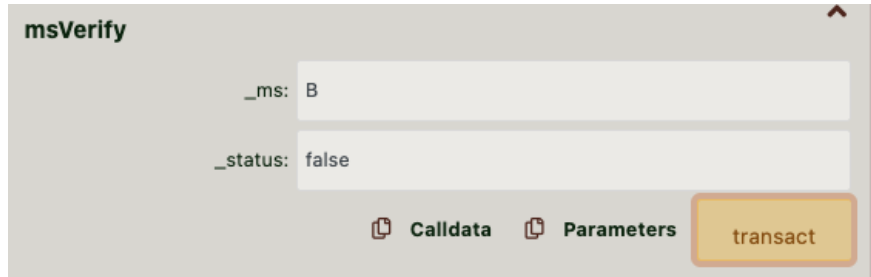 msVerify
_ms: B
_status: false
Calldata Parameters transact